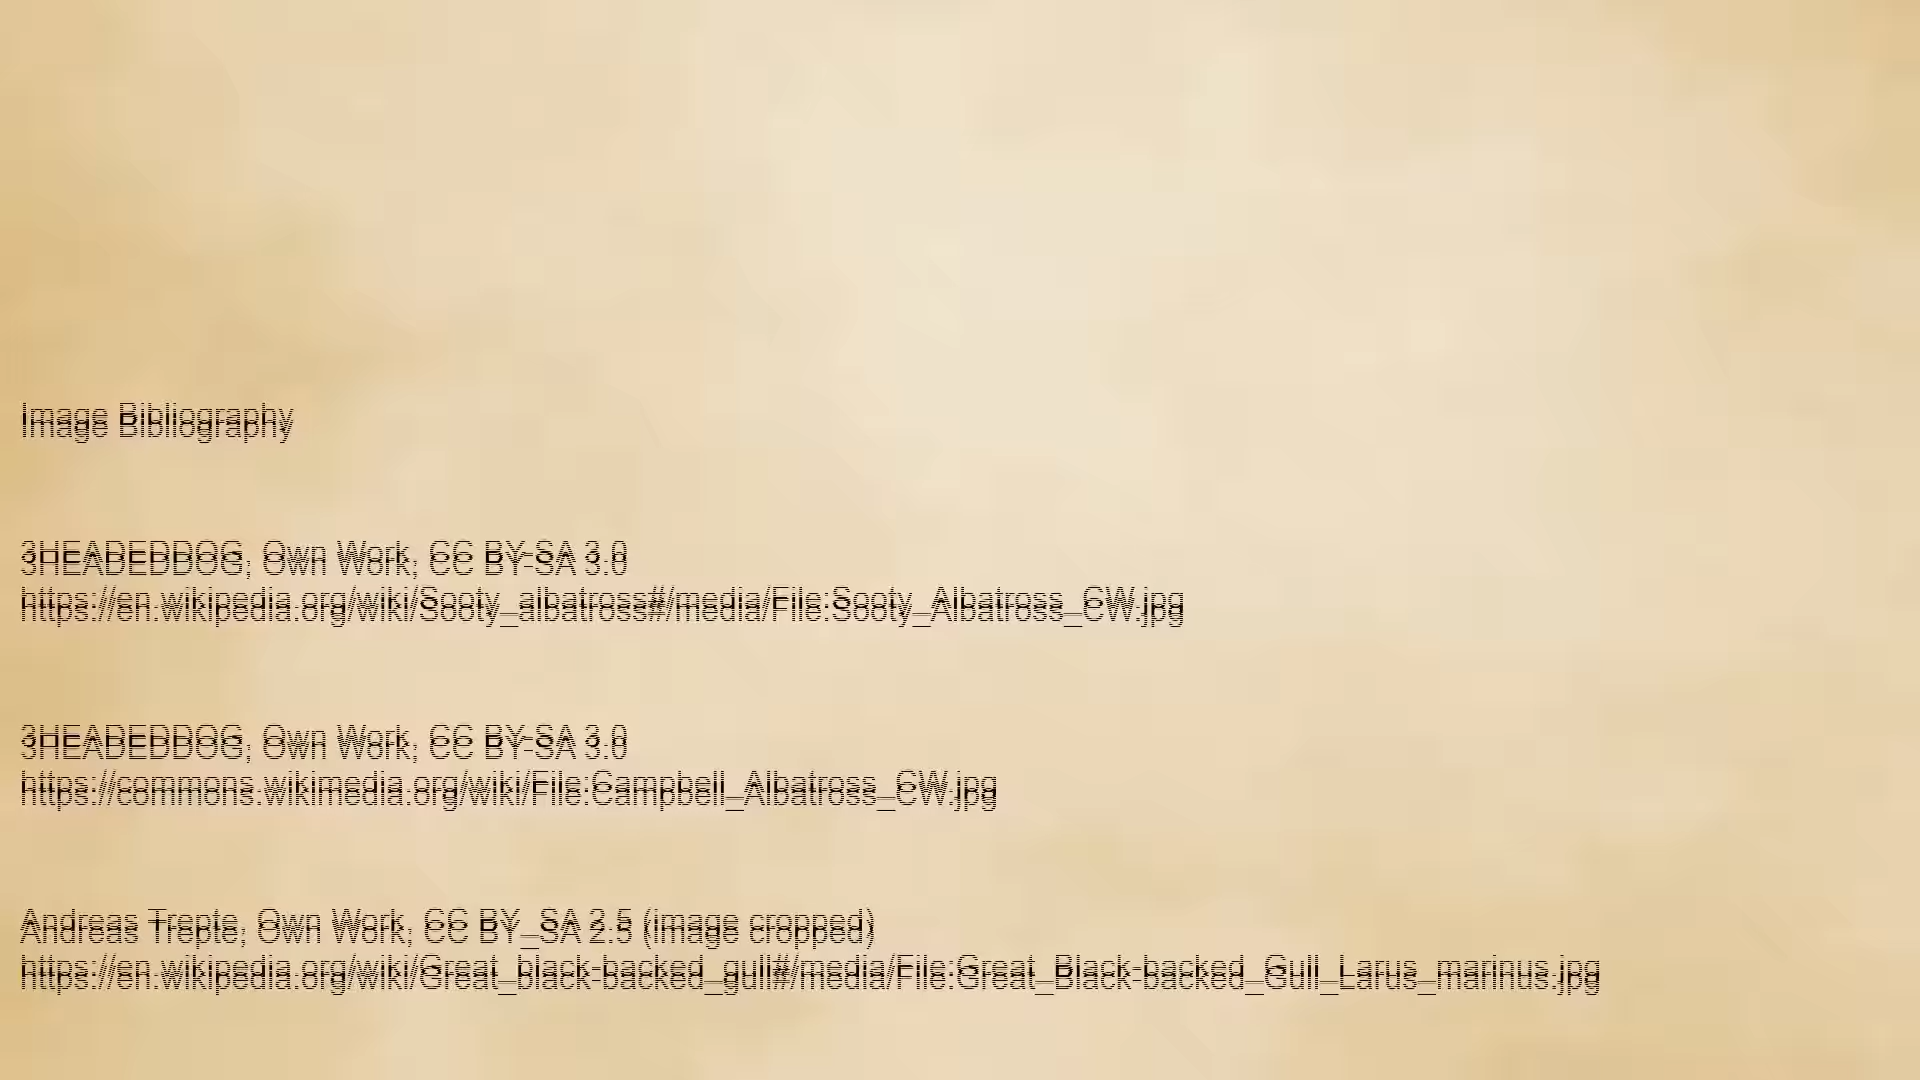 Image Bibliography
3HEADEDDOG, Own Work, CC BY-SA 3.0
https://en.wikipedia.org/wiki/Sooty_albatross#/media/File:Sooty_Albatross_CW.jpg
3HEADEDDOG, Own Work, CC BY-SA 3.0
https://commons.wikimedia.org/wiki/File:Campbell_Albatross_CW.jpg
Andreas Trepte, Own Work, CC BY_SA 2.5 (image cropped)
https://en.wikipedia.org/wiki/Great_black-backed_gull#/media/File:Great_Black-backed_Gull_Larus_marinus.jpg